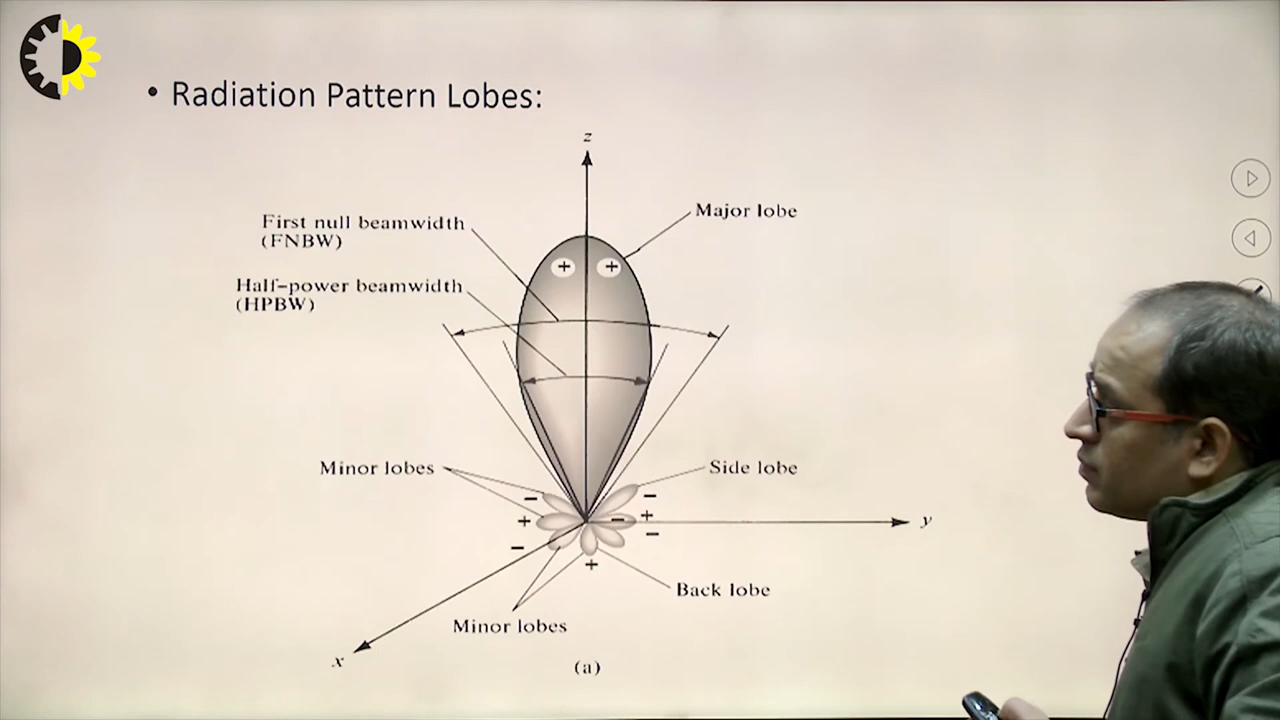 • Radiation Pattern Lobes:
z
Major lobe
First null beamwidth
(FNBW)
+ +
Half-power beamwidth
(HPBW)
Minor lobes
Side lobe
− −
+ − +
− −
+
y
Back lobe
Minor lobes
x
(a)